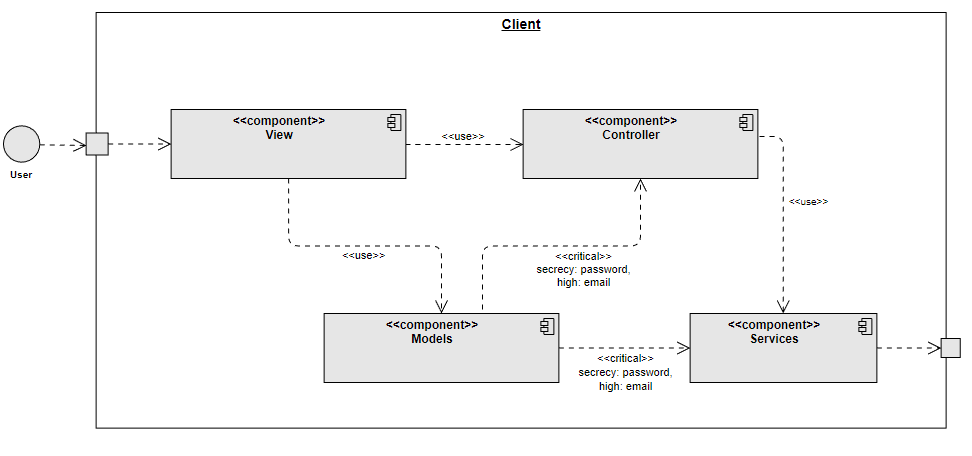 Client
<<component>>
View
<<use>>
<<component>>
Controller
User
<<use>>
<<use>>
<<critical>>
secrecy: password,
high: email
<<component>>
Models
<<critical>>
secrecy: password,
high: email
<<component>>
Services